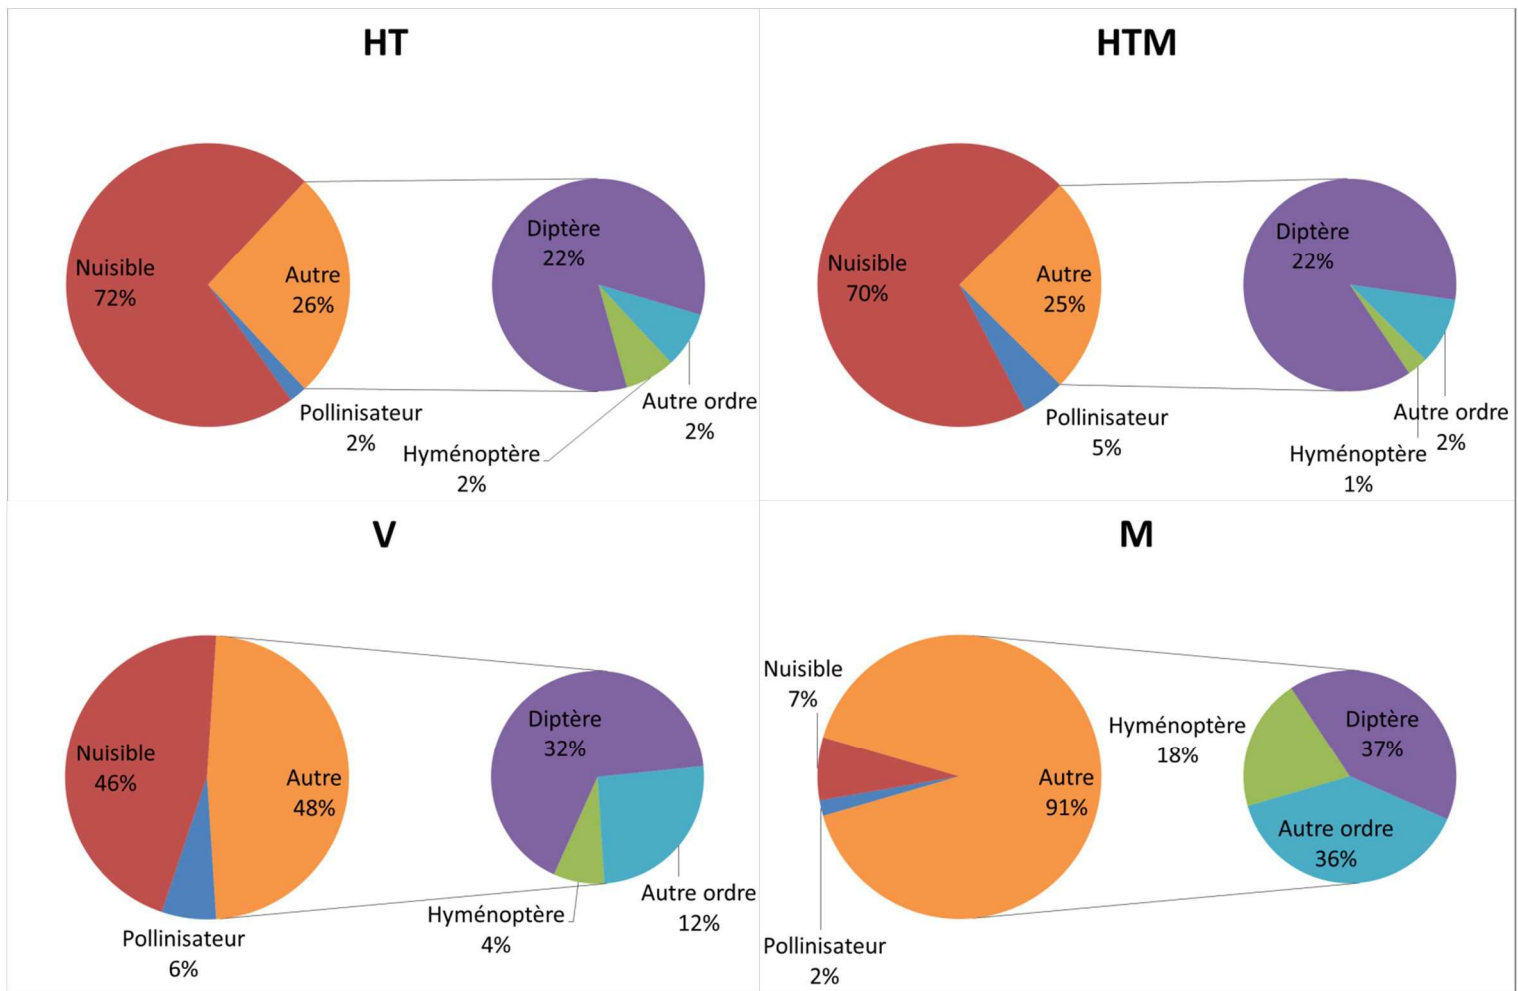 HT
Nuisible
72%
Autre
26%
Pollinisateur
2%
Diptère
22%
Autre ordre
2%
Hyménoptère
2%
HTM
Nuisible
70%
Autre
25%
Pollinisateur
5%
Diptère
22%
Autre ordre
2%
Hyménoptère
1%
V
Nuisible
46%
Autre
48%
Pollinisateur
6%
Diptère
32%
Autre ordre
12%
Hyménoptère
4%
M
Nuisible
7%
Autre
91%
Pollinisateur
2%
Hyménoptère
18%
Diptère
37%
Autre ordre
36%